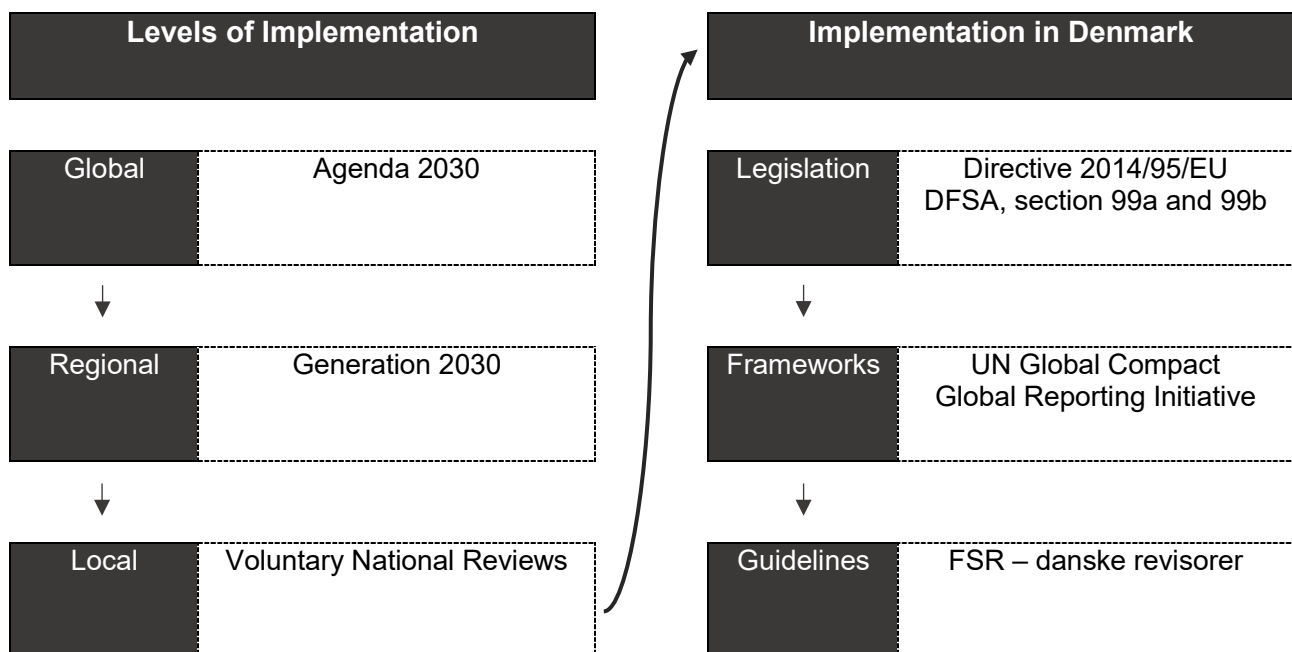 Levels of Implementation
Global
Agenda 2030
Regional
Generation 2030
Local
Voluntary National Reviews
Implementation in Denmark
Legislation
Directive 2014/95/EU
DFSA, section 99a and 99b
Frameworks
UN Global Compact
Global Reporting Initiative
Guidelines
FSR – danske revisorer